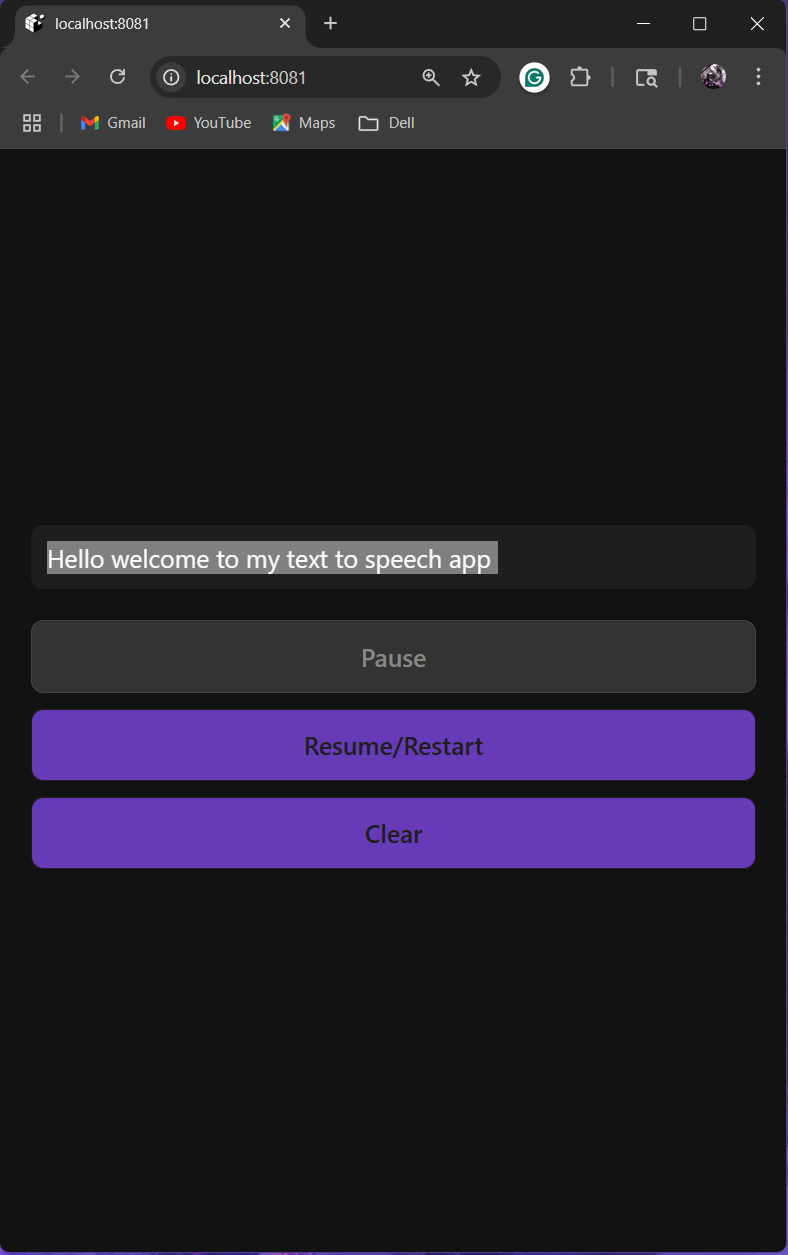 localhost:8081
localhost:8081
Gmail YouTube Maps Dell
Hello welcome to my text to speech app
Pause
Resume/Restart
Clear